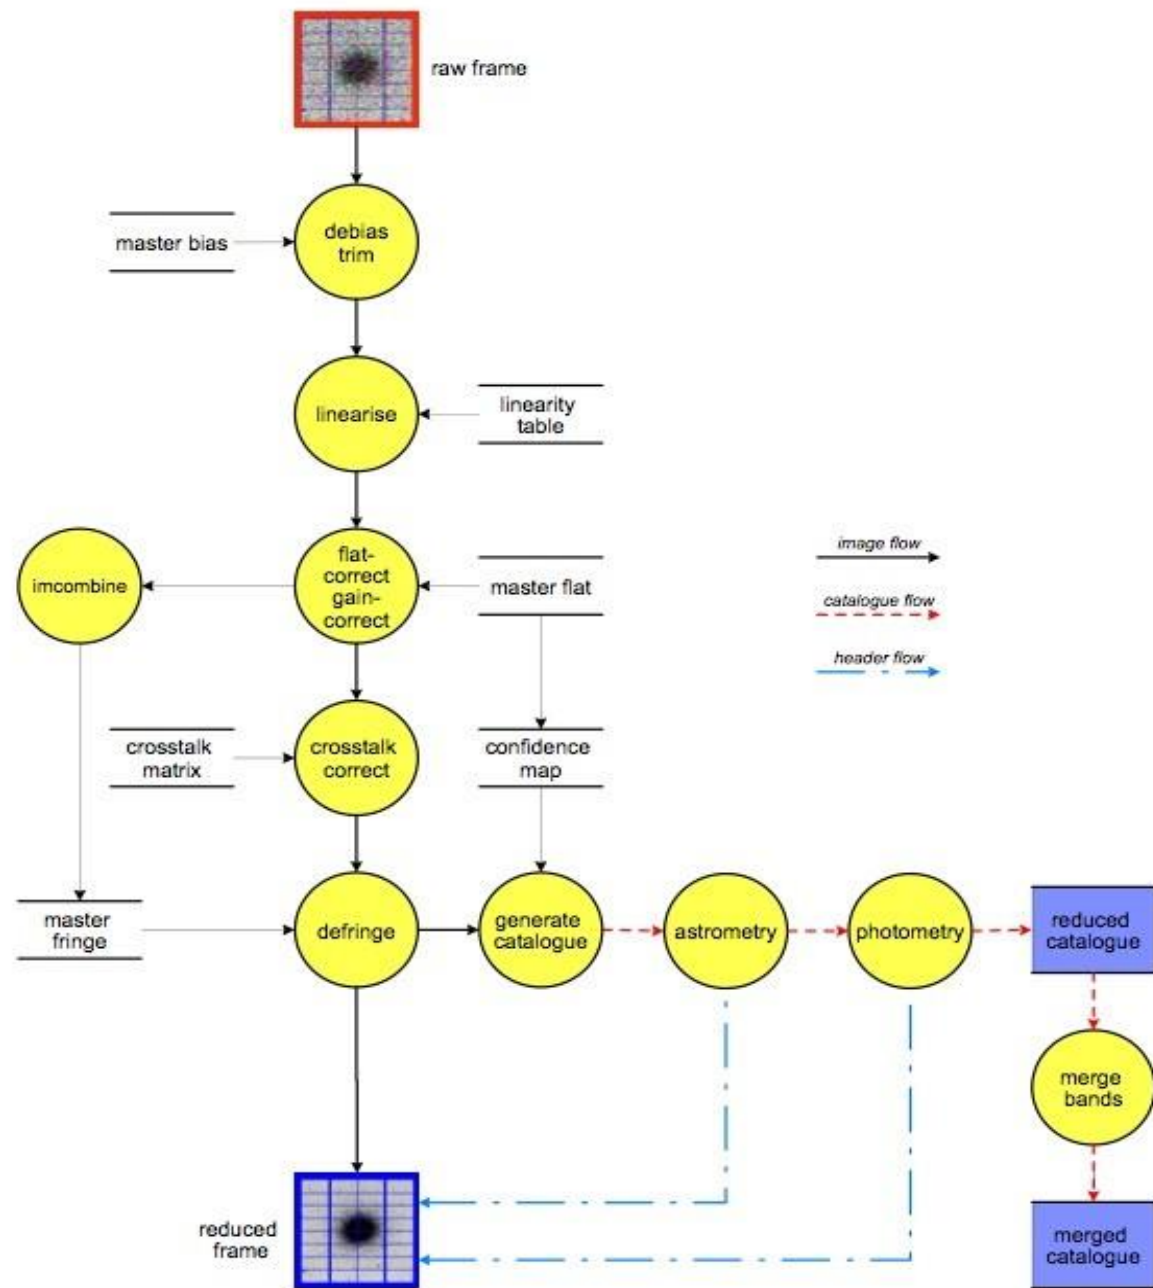 raw frame
master bias
debias
trim
linearise
linearity
table
imcombine
flat-
correct
gain-
correct
master flat
image flow
catalogue flow
header flow
crosstalk
matrix
crosstalk
correct
confidence
map
master
fringe
defringe
generate
catalogue
astrometry
photometry
reduced
catalogue
merge
bands
reduced
frame
merged
catalogue